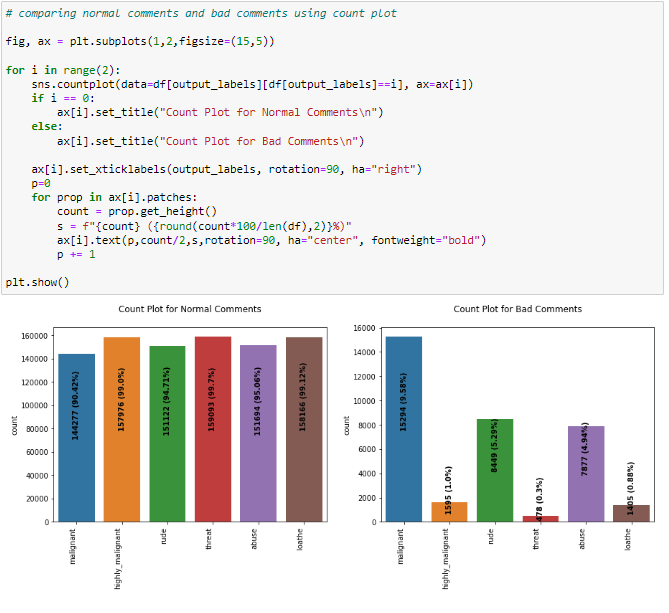 # comparing normal comments and bad comments using count plot
fig, ax = plt.subplots(1,2,figsize=(15,5))
for i in range(2):
    sns.countplot(data=df[output_labels][df[output_labels]==i], ax=ax[i])
    if i == 0:
        ax[i].set_title("Count Plot for Normal Comments\n")
    else:
        ax[i].set_title("Count Plot for Bad Comments\n")
    ax[i].set_xticklabels(output_labels, rotation=90, ha="right")
    p=0
    for prop in ax[i].patches:
        count = prop.get_height()
        s = f"{count} ({round(count*100/len(df),2)}%)"
        ax[i].text(p,count/2,s,rotation=90, ha="center", fontweight="bold")
        p += 1
plt.show()
Count Plot for Normal Comments
160000
140000
120000
100000
80000
60000
40000
20000
0
count
144277 (90.42%)
157976 (99.0%)
151122 (94.71%)
159093 (99.7%)
151694 (95.06%)
158166 (99.12%)
malignant
highly_malignant
rude
threat
abuse
loathe
Count Plot for Bad Comments
16000
14000
12000
10000
8000
6000
4000
2000
0
count
15294 (9.58%)
1595 (1.0%)
8449 (5.29%)
478 (0.3%)
7877 (4.94%)
1405 (0.88%)
malignant
highly_malignant
rude
threat
abuse
loathe